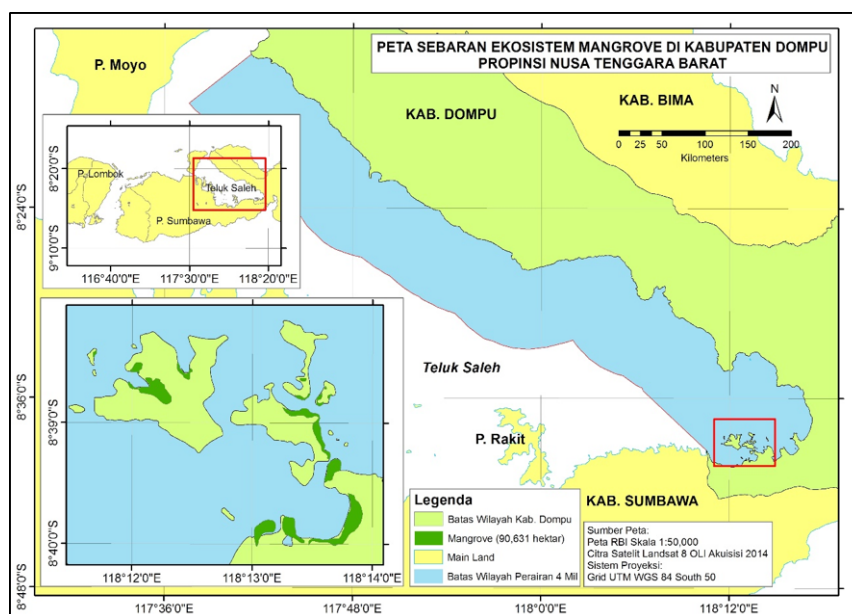 PETA SEBARAN EKOSISTEM MANGROVE DI KABUPATEN DOMPU
PROPINSI NUSA TENGGARA BARAT
P. Moyo
KAB. DOMPU
KAB. BIMA
N
0 25 50 100 150 200
Kilometers
P. Lombok
Teluk Saleh
P. Sumbawa
8°20'0"S
9°10'0"S
116°40'0"E 117°30'0"E 118°20'0"E
8°24'0"S
8°36'0"S
8°48'0"S
8°39'0"S
8°40'0"S
118°12'0"E 118°13'0"E 118°14'0"E
Teluk Saleh
P. Rakit
KAB. SUMBAWA
Legenda
Batas Wilayah Kab. Dompu
Mangrove (90,631 hektar)
Main Land
Batas Wilayah Perairan 4 Mil
Sumber Peta:
Peta RBI Skala 1:50,000
Citra Satelit Landsat 8 OLI Akuisisi 2014
Sistem Proyeksi:
Grid UTM WGS 84 South 50
117°36'0"E 117°48'0"E 118°0'0"E 118°12'0"E